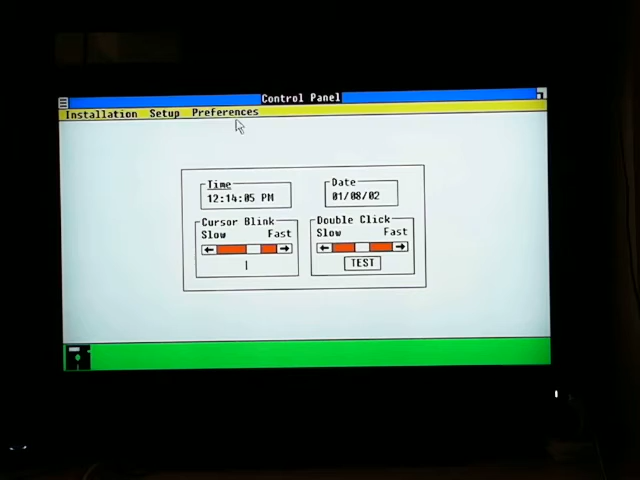 Control Panel
Installation Setup Preferences
Time
12:14:05 PM
Date
01/08/02
Cursor Blink
Slow Fast
Double Click
Slow Fast
TEST